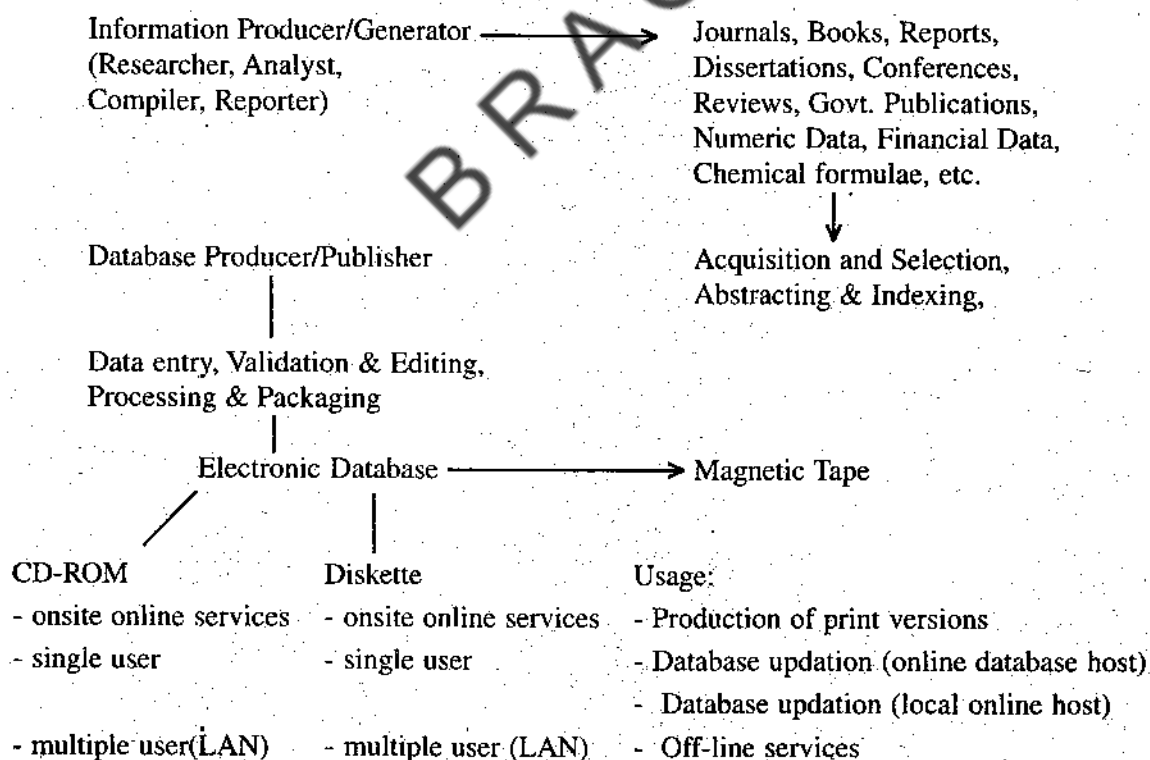 Information Producer/Generator
(Researcher, Analyst,
Compiler, Reporter)
Journals, Books, Reports,
Dissertations, Conferences,
Reviews, Govt. Publications,
Numeric Data, Financial Data,
Chemical formulae, etc.
Database Producer/Publisher
Acquisition and Selection,
Abstracting & Indexing,
Data entry, Validation & Editing,
Processing & Packaging
Electronic Database
Magnetic Tape
CD-ROM
- onsite online services
- single user
- multiple user(LAN)
Diskette
- onsite online services
- single user
- multiple user (LAN)
Usage:
- Production of print versions
- Database updation (online database host)
- Database updation (local online host)
- Off-line services
BRA